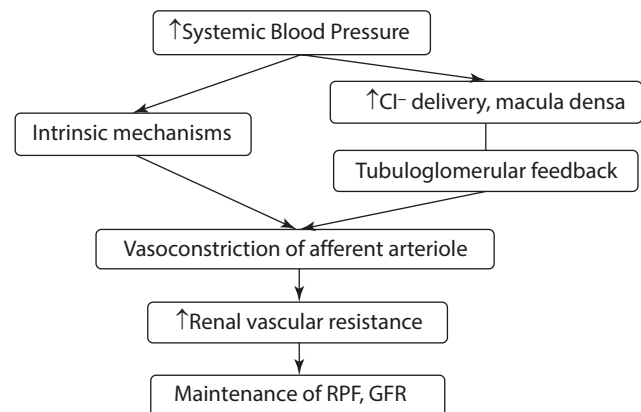 ↑Systemic Blood Pressure
↑Cl⁻ delivery, macula densa
Intrinsic mechanisms
Tubuloglomerular feedback
Vasoconstriction of afferent arteriole
↑Renal vascular resistance
Maintenance of RPF, GFR